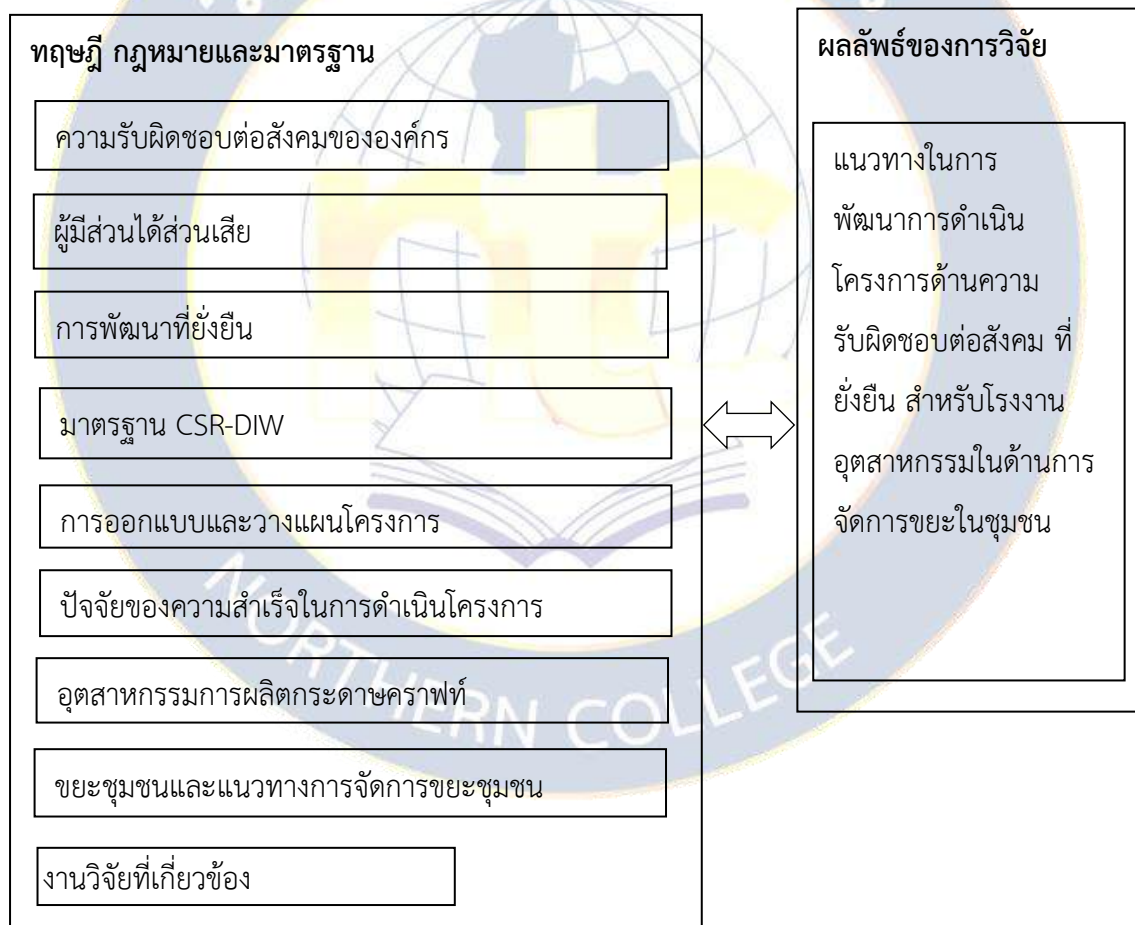 ทฤษฎี กฎหมายและมาตรฐาน
ความรับผิดชอบต่อสังคมขององค์กร
ผู้มีส่วนได้ส่วนเสีย
การพัฒนาที่ยั่งยืน
มาตรฐาน CSR-DIW
การออกแบบและวางแผนโครงการ
ปัจจัยของความสำเร็จในการดำเนินโครงการ
อุตสาหกรรมการผลิตกระดาษคราฟท์
ขยะชุมชนและแนวทางการจัดการขยะชุมชน
งานวิจัยที่เกี่ยวข้อง
ผลลัพธ์ของการวิจัย
แนวทางในการ
พัฒนาการดำเนิน
โครงการด้านความ
รับผิดชอบต่อสังคม ที่
ยั่งยืน สำหรับโรงงาน
อุตสาหกรรมในด้านการ
จัดการขยะในชุมชน
ntc
NORTHERN COLLEGE